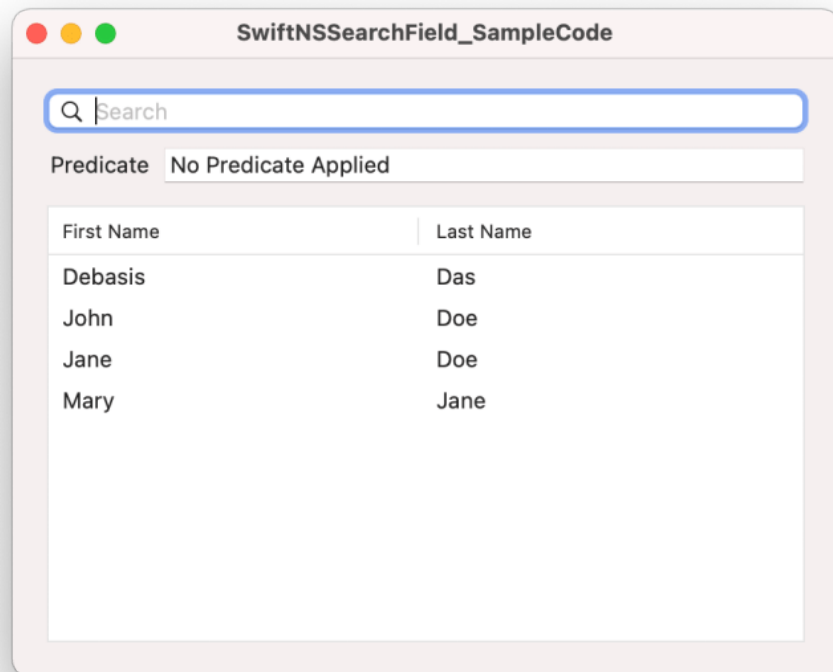 SwiftNSSearchField_SampleCode
Search
Predicate No Predicate Applied
First Name Last Name
Debasis Das
John Doe
Jane Doe
Mary Jane